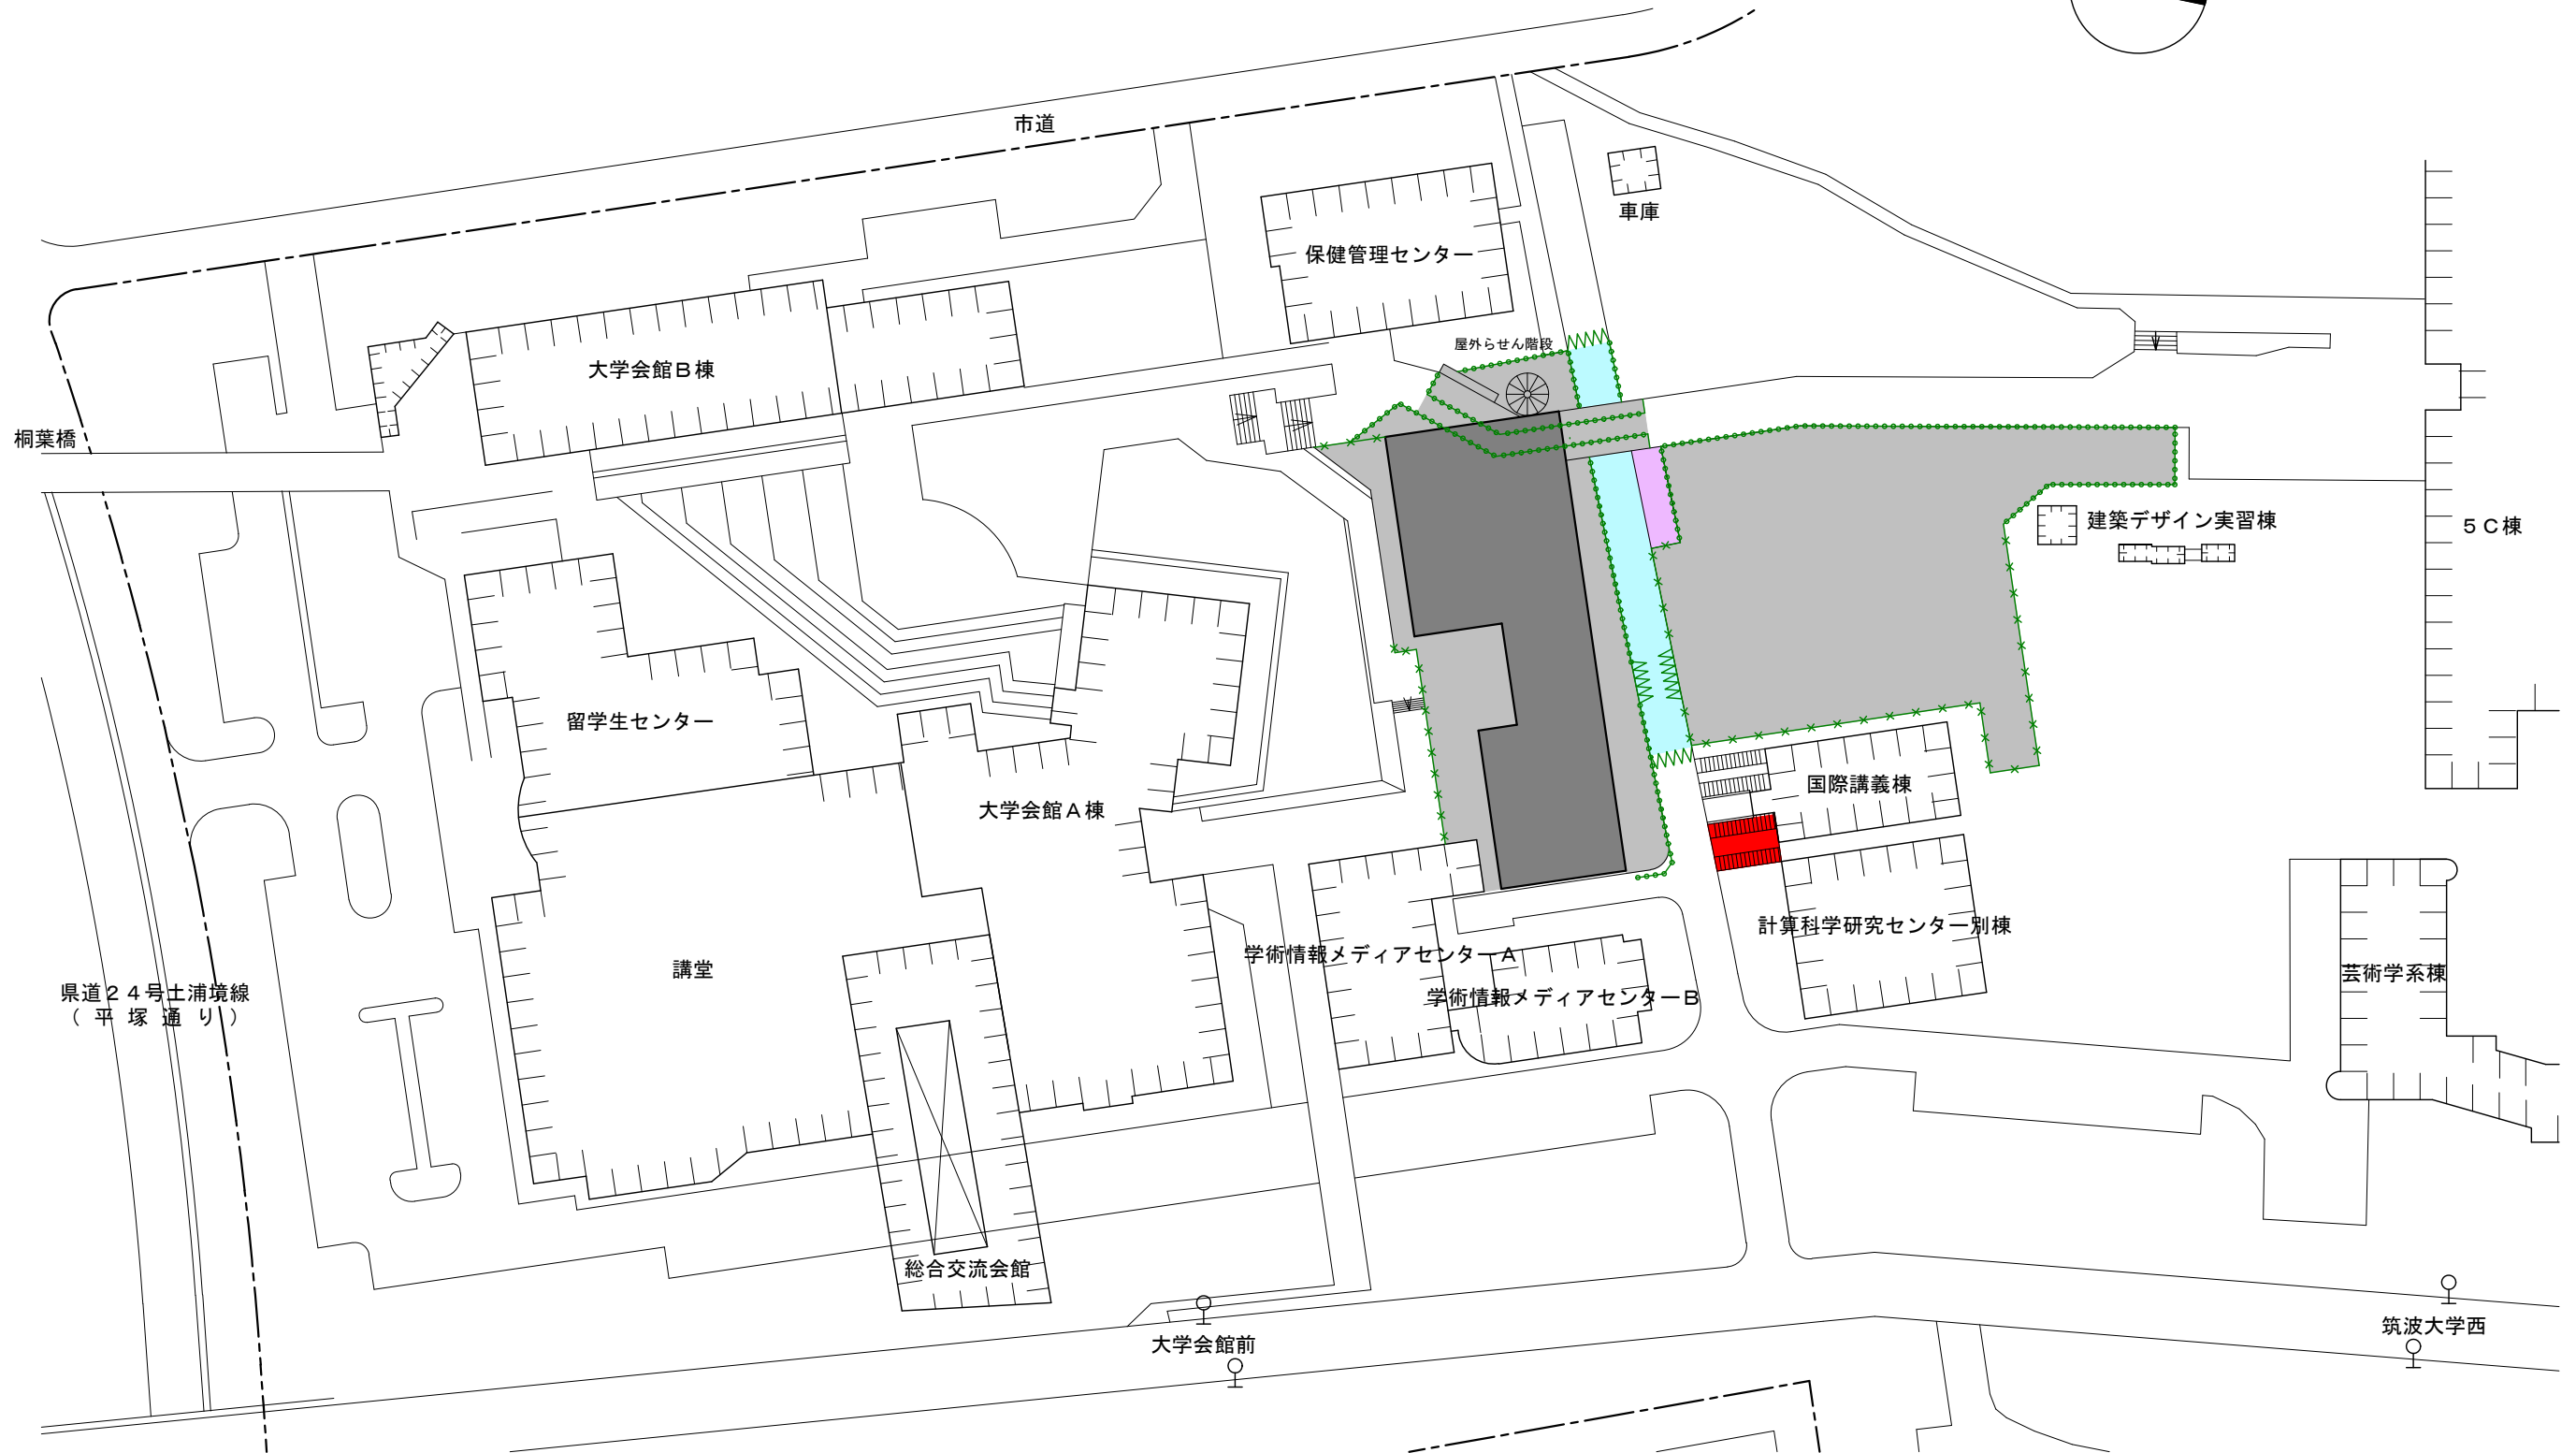 市道
車庫
保健管理センター
屋外らせん階段
大学会館Ｂ棟
桐葉橋
建築デザイン実習棟
５Ｃ棟
留学生センター
国際講義棟
大学会館Ａ棟
計算科学研究センター別棟
学術情報メディアセンターＡ
講堂
芸術学系棟
学術情報メディアセンターＢ
県道２４号土浦境線
（平塚通り）
総合交流会館
筑波大学西
大学会館前